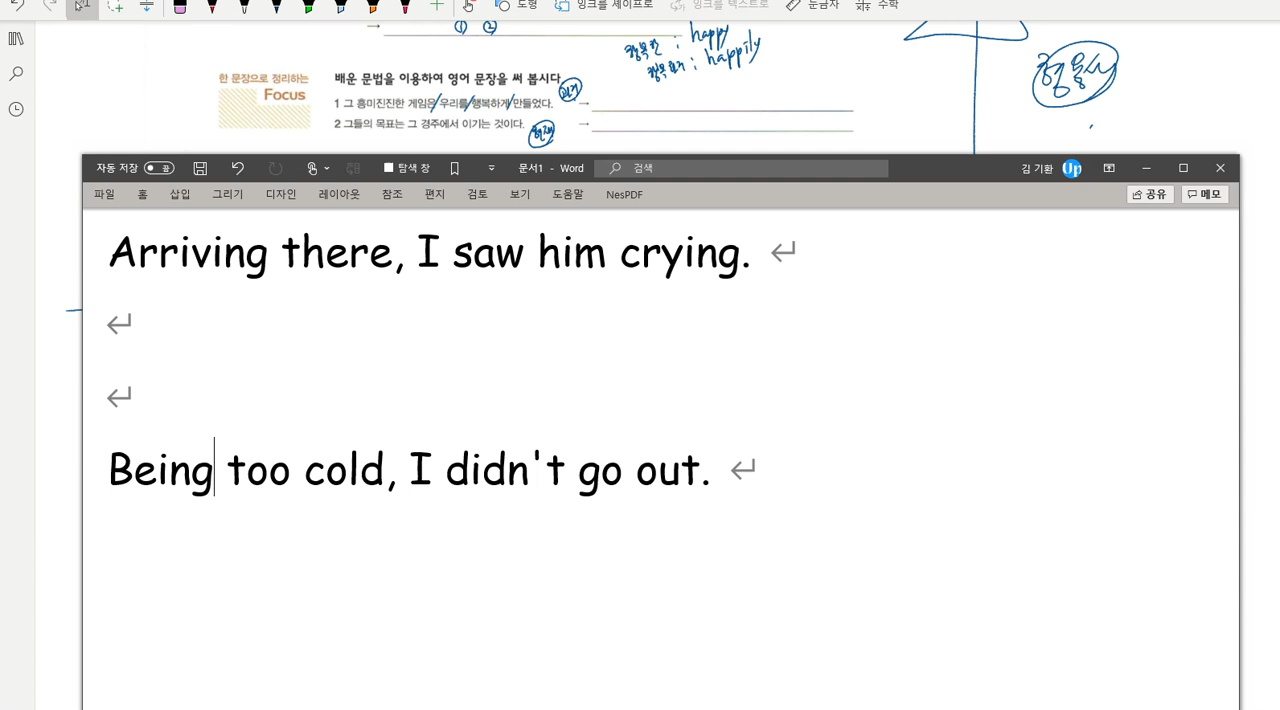 도형
잉크를 셰이프로
잉크를 텍스트로
눈금자
수학
→ ① ②
행복한 : happy
행복하게 : happily
형용사
한 문장으로 정리하는
Focus
배운 문법을 이용하여 영어 문장을 써 봅시다.
1 그 흥미진진한 게임은/우리를/행복하게/만들었다. 과거 →
2 그들의 목표는 그 경주에서 이기는 것이다. 현재 →
자동 저장 끔 탐색 창 문서1 - Word 검색 김 기환 Up
파일 홈 삽입 그리기 디자인 레이아웃 참조 편지 검토 보기 도움말 NesPDF 공유 메모
Arriving there, I saw him crying.
Being too cold, I didn't go out.